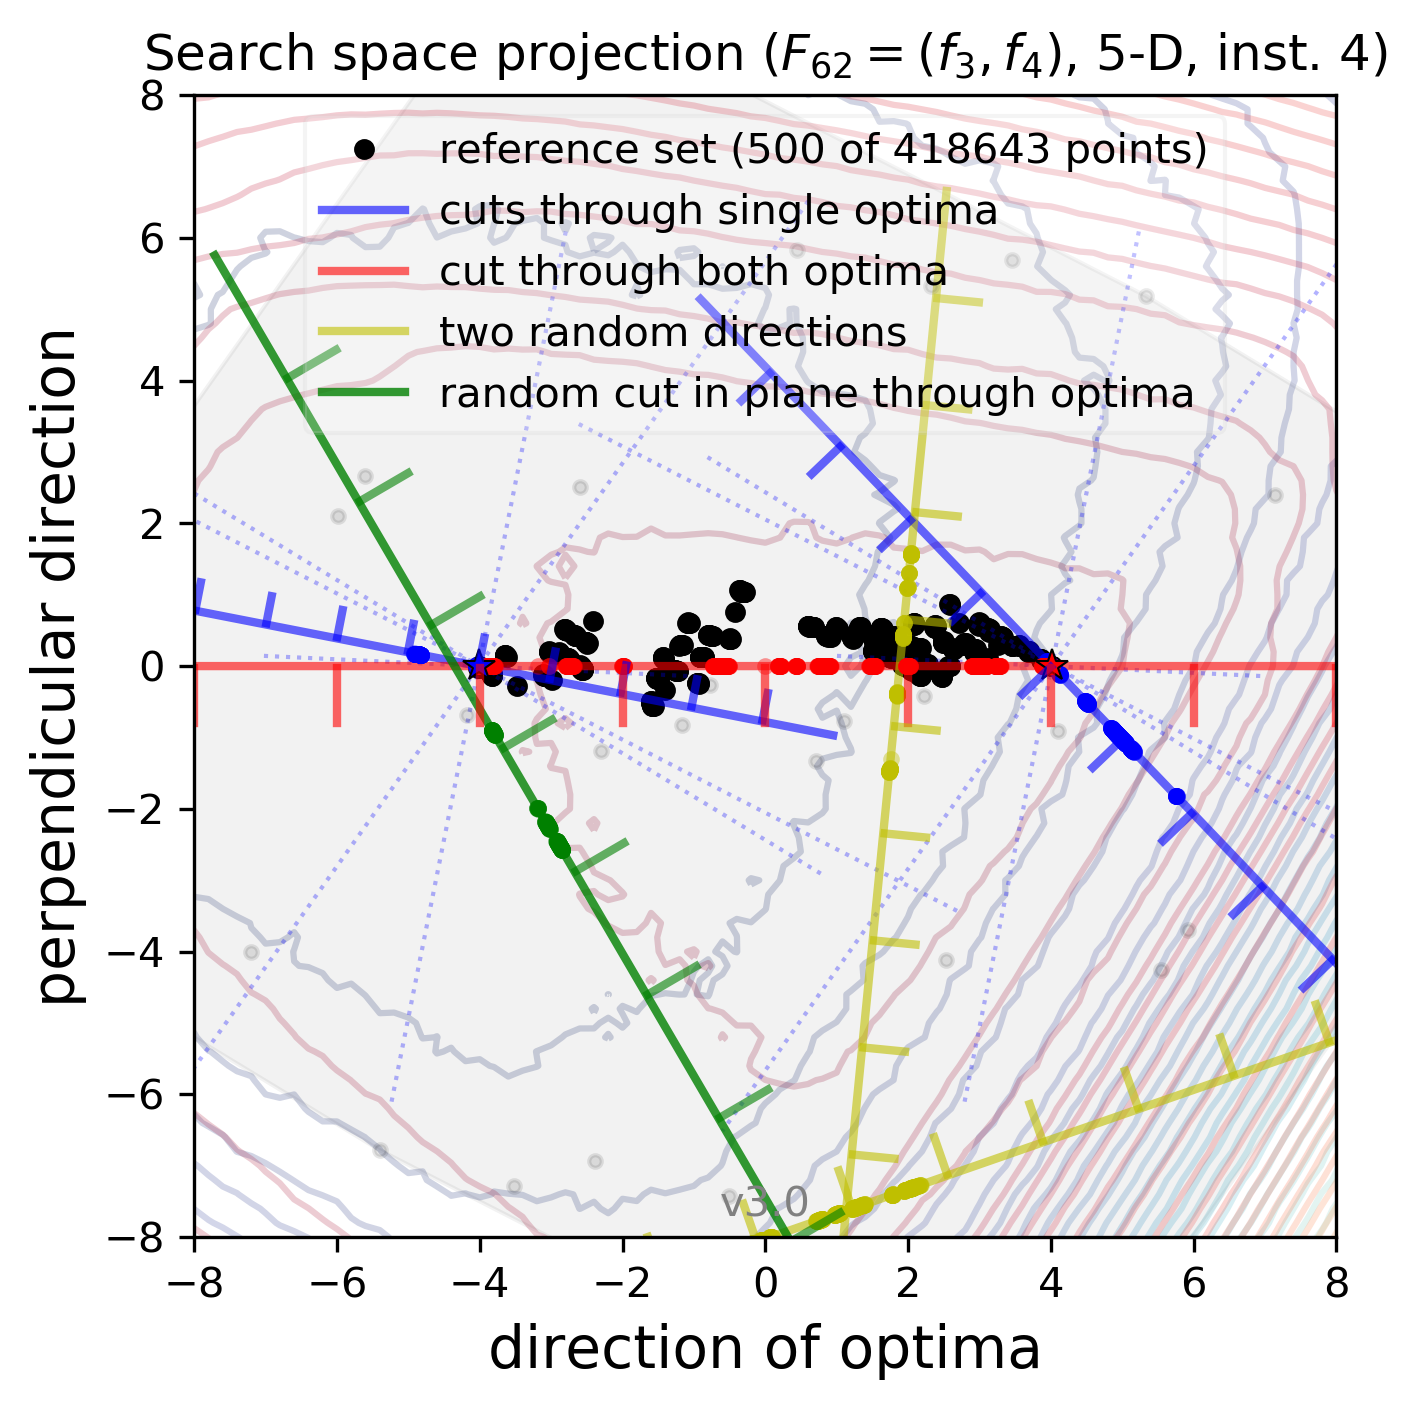 Search space projection (F₆₂ = (f₃, f₄), 5-D, inst. 4)
reference set (500 of 418643 points)
cuts through single optima
cut through both optima
two random directions
random cut in plane through optima
perpendicular direction
8
6
4
2
0
−2
−4
−6
−8
v3.0
−8 −6 −4 −2 0 2 4 6 8
direction of optima